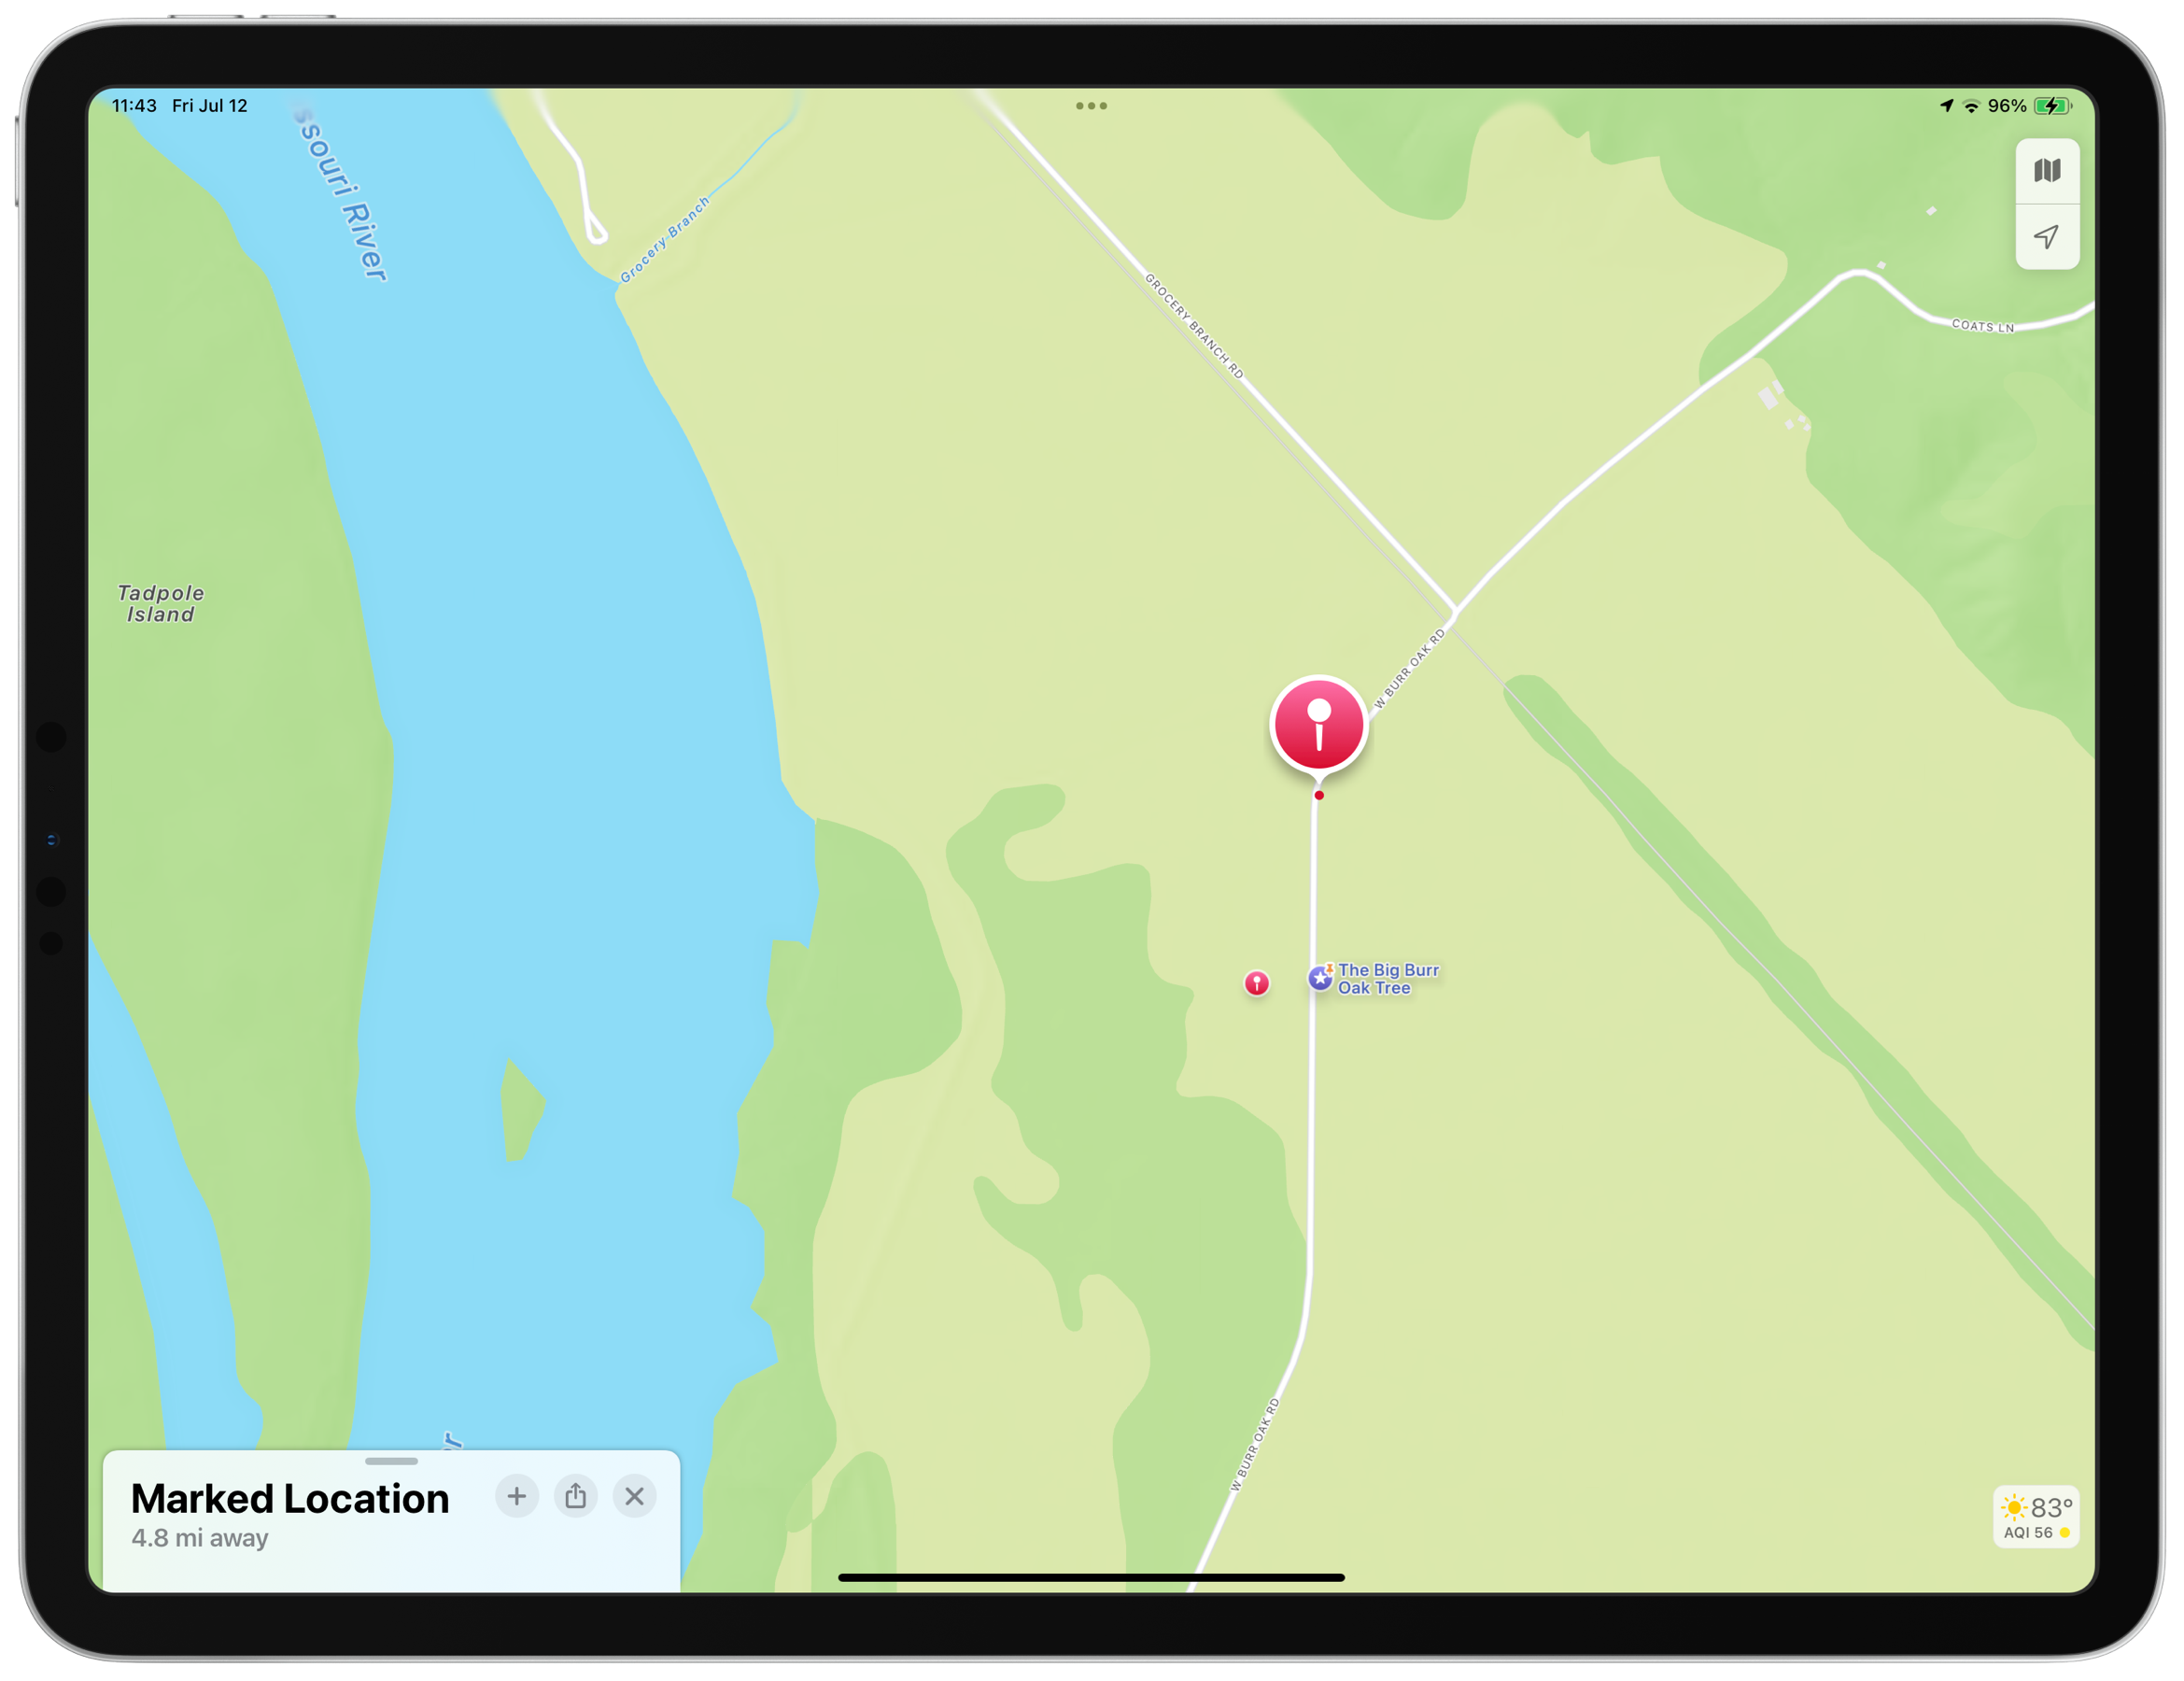 11:43 Fri Jul 12
96%
ssouri River
Grocery Branch
GROCERY BRANCH RD
COATS LN
Tadpole
Island
W BURR OAK RD
The Big Burr
Oak Tree
W BURR OAK RD
Marked Location
4.8 mi away
83°
AQI 56